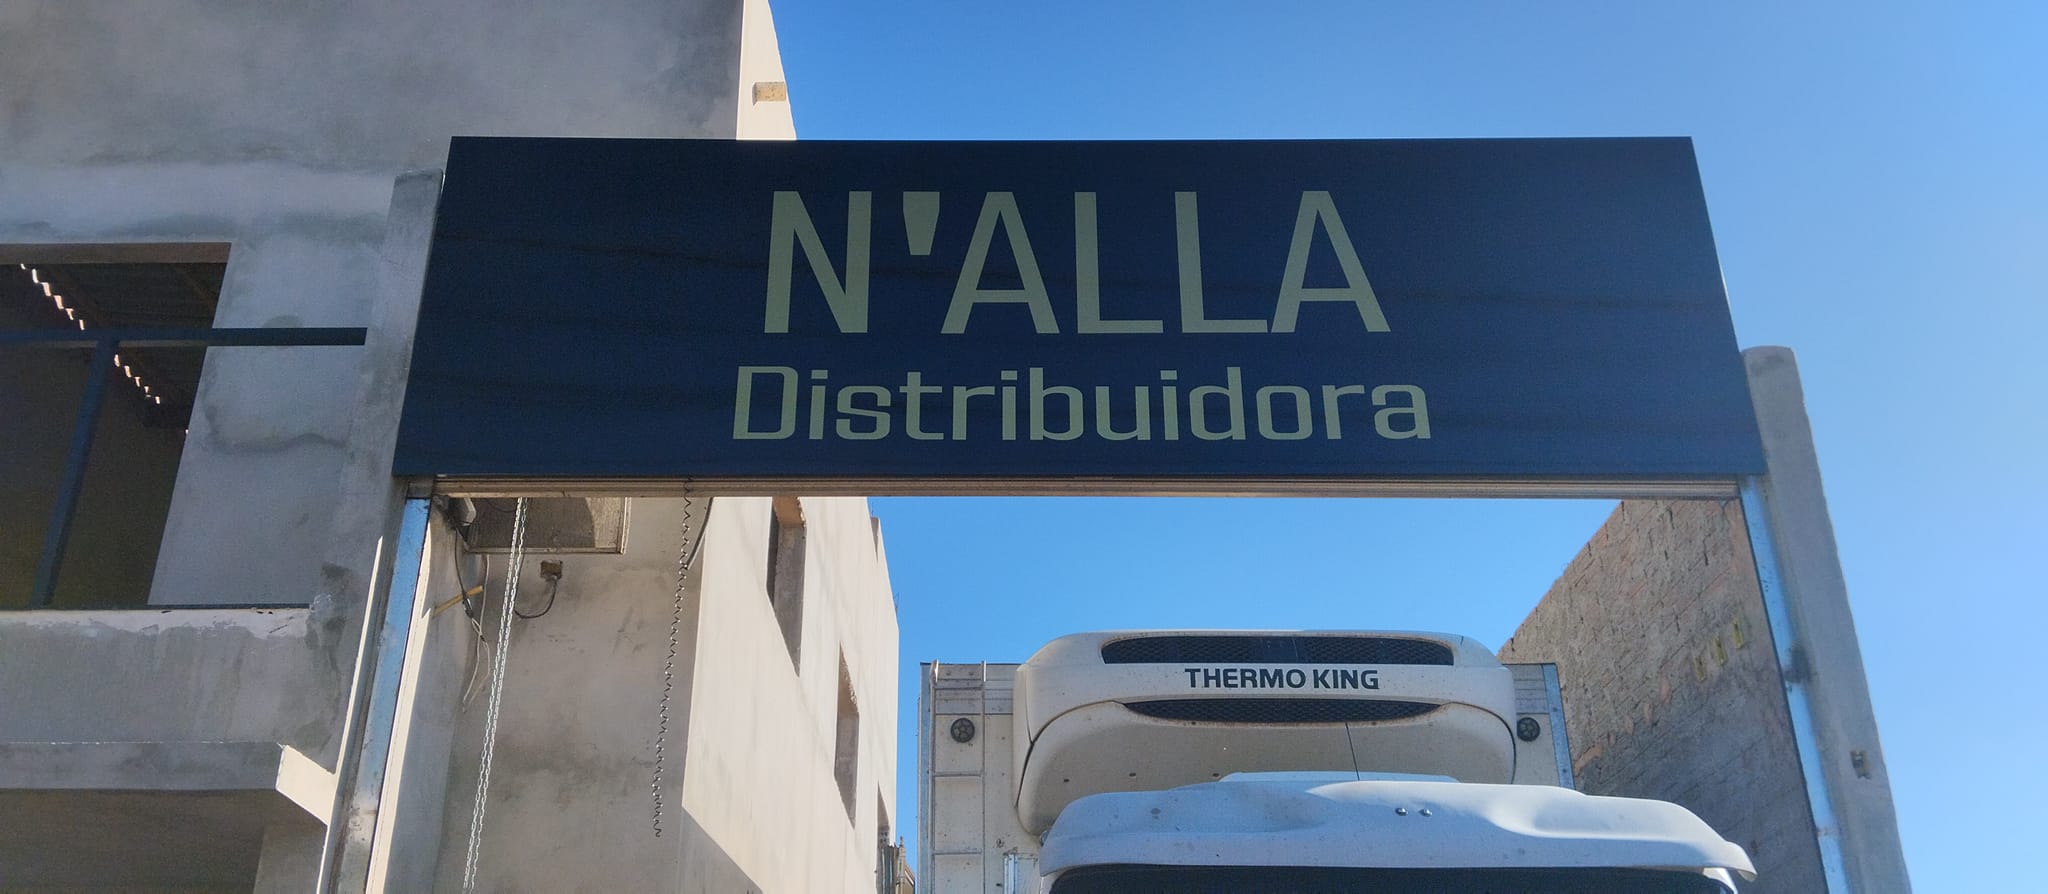 N'ALLA
Distribuidora
THERMO KING